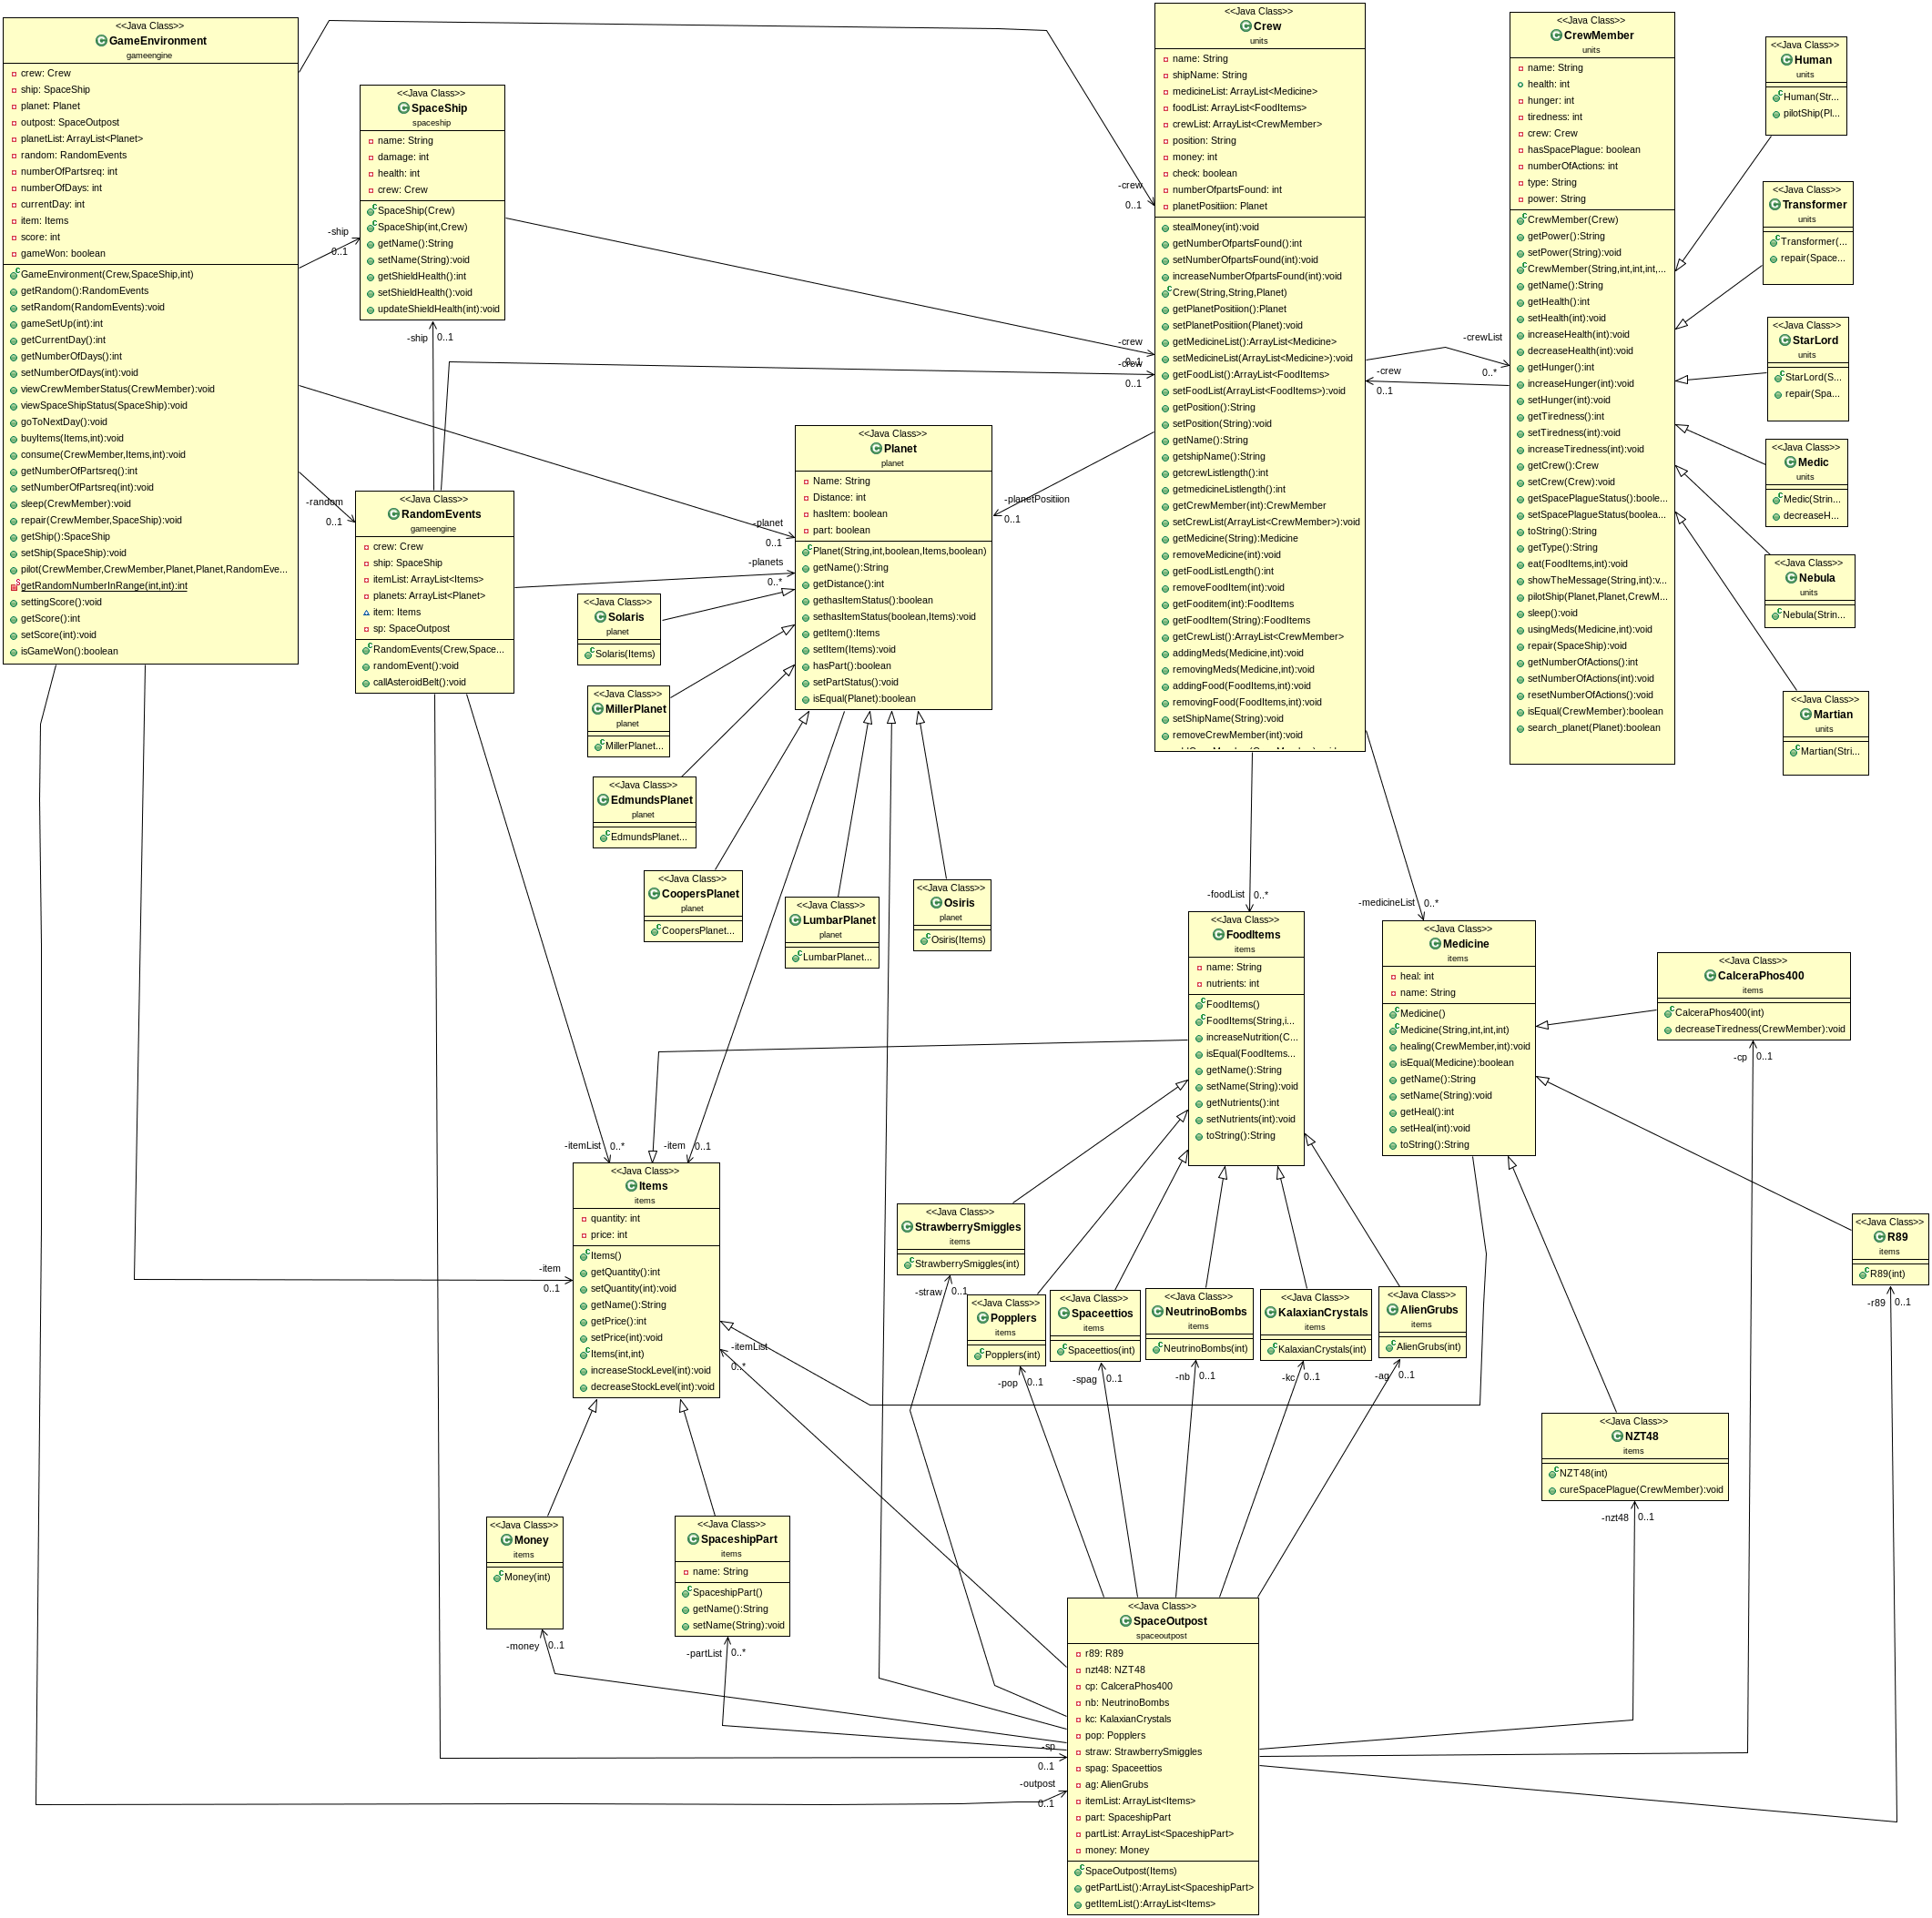 <<Java Class>>
GameEnvironment
gameengine
crew: Crew
ship: SpaceShip
planet: Planet
outpost: SpaceOutpost
planetList: ArrayList<Planet>
random: RandomEvents
numberOfPartsreq: int
numberOfDays: int
currentDay: int
item: Items
score: int
gameWon: boolean
GameEnvironment(Crew,SpaceShip,int)
getRandom():RandomEvents
setRandom(RandomEvents):void
gameSetUp(int):int
getCurrentDay():int
getNumberOfDays():int
setNumberOfDays(int):void
viewCrewMemberStatus(CrewMember):void
viewSpaceShipStatus(SpaceShip):void
goToNextDay():void
buyItems(Items,int):void
consume(CrewMember,Items,int):void
getNumberOfPartsreq():int
setNumberOfPartsreq(int):void
sleep(CrewMember):void
repair(CrewMember,SpaceShip):void
getShip():SpaceShip
setShip(SpaceShip):void
pilot(CrewMember,CrewMember,Planet,Planet,RandomEve...
getRandomNumberInRange(int,int):int
settingScore():void
getScore():int
setScore(int):void
isGameWon():boolean
<<Java Class>>
SpaceShip
spaceship
name: String
damage: int
health: int
crew: Crew
SpaceShip(Crew)
SpaceShip(int,Crew)
getName():String
setName(String):void
getShieldHealth():int
setShieldHealth():void
updateShieldHealth(int):void
<<Java Class>>
RandomEvents
gameengine
crew: Crew
ship: SpaceShip
itemList: ArrayList<Items>
planets: ArrayList<Planet>
item: Items
sp: SpaceOutpost
RandomEvents(Crew,Space...
randomEvent():void
callAsteroidBelt():void
<<Java Class>>
Planet
planet
Name: String
Distance: int
hasItem: boolean
part: boolean
Planet(String,int,boolean,Items,boolean)
getName():String
getDistance():int
gethasItemStatus():boolean
sethasItemStatus(boolean,Items):void
getItem():Items
setItem(Items):void
hasPart():boolean
setPartStatus():void
isEqual(Planet):boolean
<<Java Class>>
Crew
units
name: String
shipName: String
medicineList: ArrayList<Medicine>
foodList: ArrayList<FoodItems>
crewList: ArrayList<CrewMember>
position: String
money: int
check: boolean
numberOfpartsFound: int
planetPositiion: Planet
stealMoney(int):void
getNumberOfpartsFound():int
setNumberOfpartsFound(int):void
increaseNumberOfpartsFound(int):void
Crew(String,String,Planet)
getPlanetPositiion():Planet
setPlanetPositiion(Planet):void
getMedicineList():ArrayList<Medicine>
setMedicineList(ArrayList<Medicine>):void
getFoodList():ArrayList<FoodItems>
setFoodList(ArrayList<FoodItems>):void
getPosition():String
setPosition(String):void
getName():String
getshipName():String
getcrewListlength():int
getmedicineListlength():int
getCrewMember(int):CrewMember
setCrewList(ArrayList<CrewMember>):void
getMedicine(String):Medicine
removeMedicine(int):void
getFoodListLength():int
removeFoodItem(int):void
getFooditem(int):FoodItems
getFoodItem(String):FoodItems
getCrewList():ArrayList<CrewMember>
addingMeds(Medicine,int):void
removingMeds(Medicine,int):void
addingFood(FoodItems,int):void
removingFood(FoodItems,int):void
setShipName(String):void
removeCrewMember(int):void
<<Java Class>>
CrewMember
units
name: String
health: int
hunger: int
tiredness: int
crew: Crew
hasSpacePlague: boolean
numberOfActions: int
type: String
power: String
CrewMember(Crew)
getPower():String
setPower(String):void
CrewMember(String,int,int,int,...
getName():String
getHealth():int
setHealth(int):void
increaseHealth(int):void
decreaseHealth(int):void
getHunger():int
increaseHunger(int):void
setHunger(int):void
getTiredness():int
setTiredness(int):void
increaseTiredness(int):void
getCrew():Crew
setCrew(Crew):void
getSpacePlagueStatus():boole...
setSpacePlagueStatus(boolea...
toString():String
getType():String
eat(FoodItems,int):void
showTheMessage(String,int):v...
pilotShip(Planet,Planet,CrewM...
sleep():void
usingMeds(Medicine,int):void
repair(SpaceShip):void
getNumberOfActions():int
setNumberOfActions(int):void
resetNumberOfActions():void
isEqual(CrewMember):boolean
search_planet(Planet):boolean
<<Java Class>>
Human
units
Human(Str...
pilotShip(Pl...
<<Java Class>>
Transformer
units
Transformer(...
repair(Space...
<<Java Class>>
StarLord
units
StarLord(S...
repair(Spa...
<<Java Class>>
Medic
units
Medic(Strin...
decreaseH...
<<Java Class>>
Nebula
units
Nebula(Strin...
<<Java Class>>
Martian
units
Martian(Stri...
<<Java Class>>
Solaris
planet
Solaris(Items)
<<Java Class>>
MillerPlanet
planet
MillerPlanet...
<<Java Class>>
EdmundsPlanet
planet
EdmundsPlanet...
<<Java Class>>
CoopersPlanet
planet
CoopersPlanet...
<<Java Class>>
LumbarPlanet
planet
LumbarPlanet...
<<Java Class>>
Osiris
planet
Osiris(Items)
<<Java Class>>
FoodItems
items
name: String
nutrients: int
FoodItems()
FoodItems(String,i...
increaseNutrition(C...
isEqual(FoodItems...
getName():String
setName(String):void
getNutrients():int
setNutrients(int):void
toString():String
<<Java Class>>
Medicine
items
heal: int
name: String
Medicine()
Medicine(String,int,int,int)
healing(CrewMember,int):void
isEqual(Medicine):boolean
getName():String
setName(String):void
getHeal():int
setHeal(int):void
toString():String
<<Java Class>>
CalceraPhos400
items
CalceraPhos400(int)
decreaseTiredness(CrewMember):void
<<Java Class>>
R89
items
R89(int)
<<Java Class>>
NZT48
items
NZT48(int)
cureSpacePlague(CrewMember):void
<<Java Class>>
Items
items
quantity: int
price: int
Items()
getQuantity():int
setQuantity(int):void
getName():String
getPrice():int
setPrice(int):void
Items(int,int)
increaseStockLevel(int):void
decreaseStockLevel(int):void
<<Java Class>>
StrawberrySmiggles
items
StrawberrySmiggles(int)
<<Java Class>>
Popplers
items
Popplers(int)
<<Java Class>>
Spaceettios
items
Spaceettios(int)
<<Java Class>>
NeutrinoBombs
items
NeutrinoBombs(int)
<<Java Class>>
KalaxianCrystals
items
KalaxianCrystals(int)
<<Java Class>>
AlienGrubs
items
AlienGrubs(int)
<<Java Class>>
Money
items
Money(int)
<<Java Class>>
SpaceshipPart
items
name: String
SpaceshipPart()
getName():String
setName(String):void
<<Java Class>>
SpaceOutpost
spaceoutpost
r89: R89
nzt48: NZT48
cp: CalceraPhos400
nb: NeutrinoBombs
kc: KalaxianCrystals
pop: Popplers
straw: StrawberrySmiggles
spag: Spaceettios
ag: AlienGrubs
itemList: ArrayList<Items>
part: SpaceshipPart
partList: ArrayList<SpaceshipPart>
money: Money
SpaceOutpost(Items)
getPartList():ArrayList<SpaceshipPart>
getItemList():ArrayList<Items>
-crew
0..1
-ship
0..1
-ship 0..1
-crew
0..1
-crew
0..1
-crewList
0..*
-crew
0..1
-random
0..1
-planet
0..1
-planets
0..*
-planetPositiion
0..1
-foodList 0..*
-medicineList 0..*
-cp 0..1
-itemList 0..*
-item 0..1
-item
0..1
-itemList
0..*
-straw 0..1
-pop 0..1
-spag 0..1
-nb 0..1
-kc 0..1
-ag 0..1
-r89 0..1
-nzt48 0..1
-money 0..1
-partList 0..*
-sp
0..1
-outpost
0..1